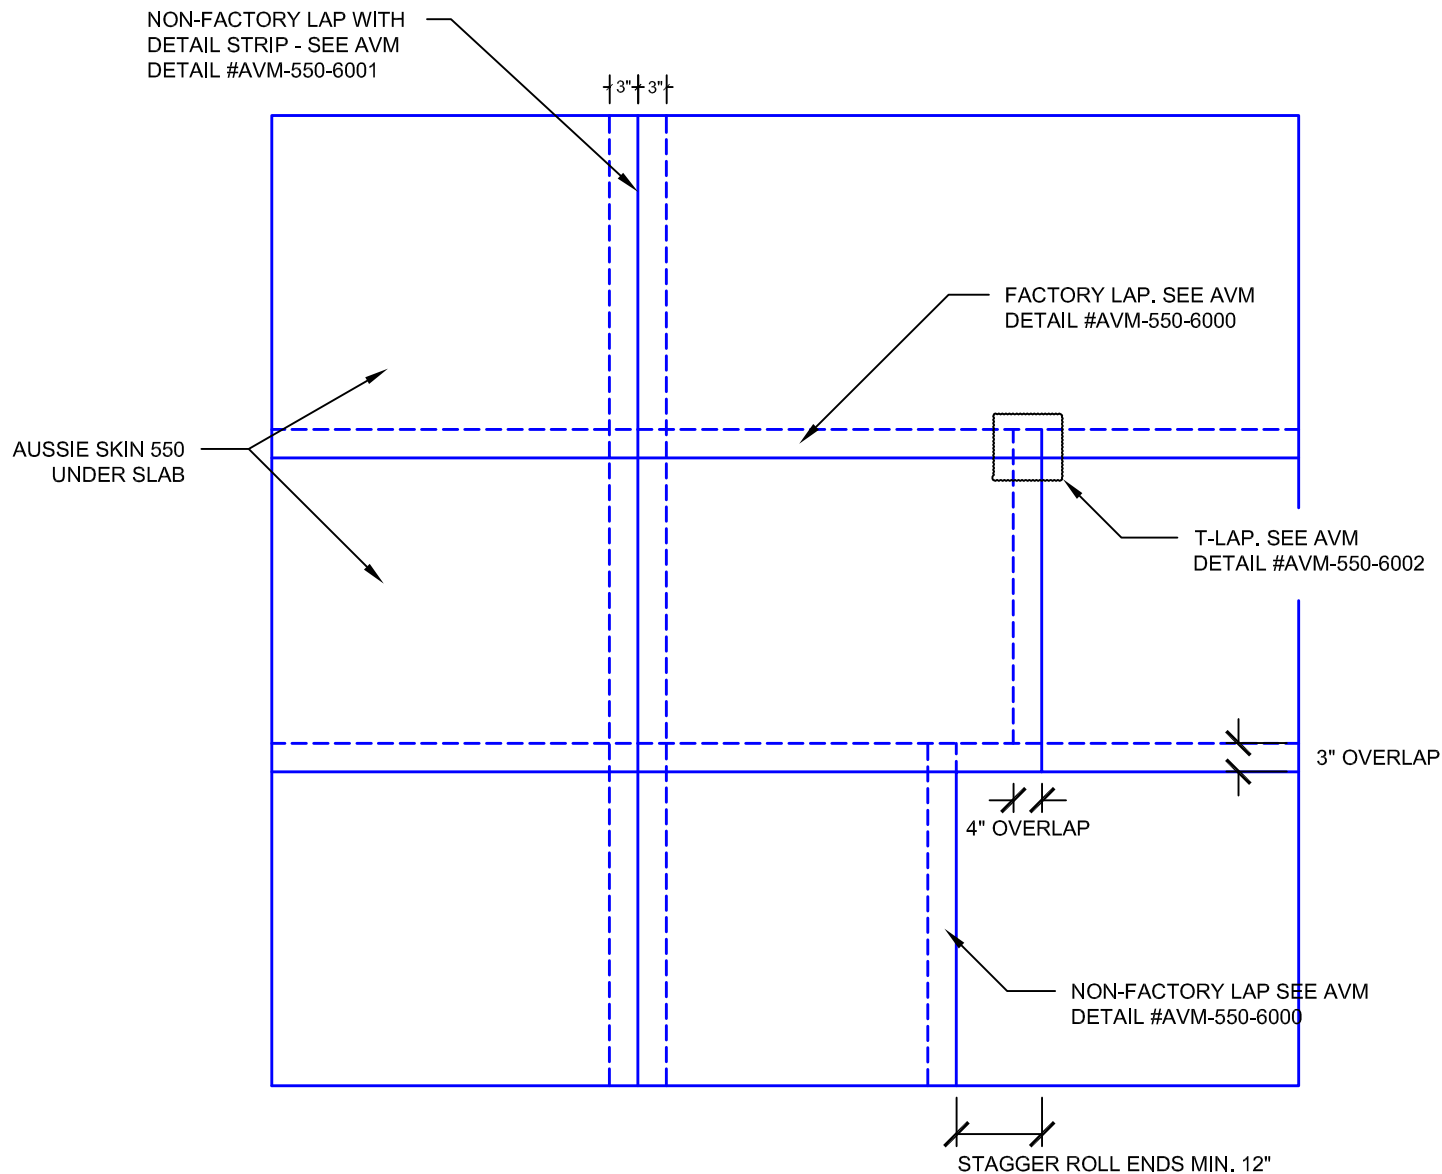 NON-FACTORY LAP WITH
DETAIL STRIP - SEE AVM
DETAIL #AVM-550-6001
3" 3"
FACTORY LAP. SEE AVM
DETAIL #AVM-550-6000
AUSSIE SKIN 550
UNDER SLAB
T-LAP. SEE AVM
DETAIL #AVM-550-6002
3" OVERLAP
4" OVERLAP
NON-FACTORY LAP SEE AVM
DETAIL #AVM-550-6000
STAGGER ROLL ENDS MIN. 12"